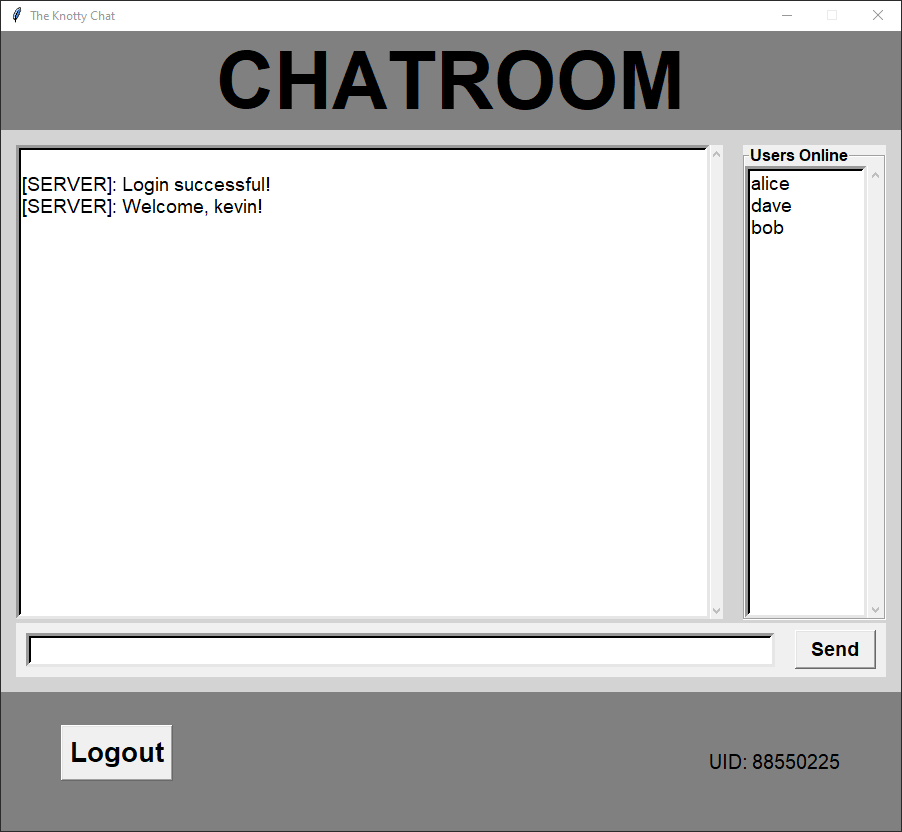 The Knotty Chat
CHATROOM
[SERVER]: Login successful!
[SERVER]: Welcome, kevin!
Users Online
alice
dave
bob
Send
Logout
UID: 88550225